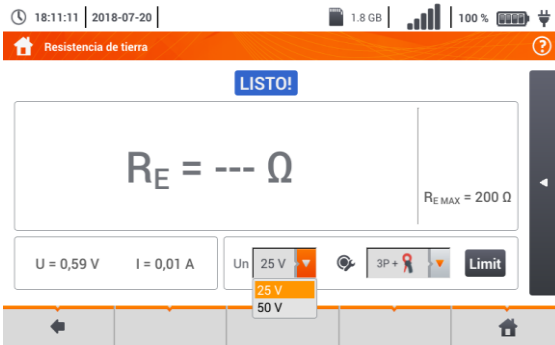 18:11:11 2018-07-20 1.8 GB 100 %
Resistencia de tierra ?
LISTO!
RE = --- Ω
RE MAX = 200 Ω
U = 0,59 V I = 0,01 A Un 25 V 3P + Limit
25 V
50 V